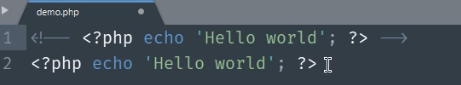 demo.php
1 <!-- <?php echo 'Hello world'; ?> -->
2 <?php echo 'Hello world'; ?>